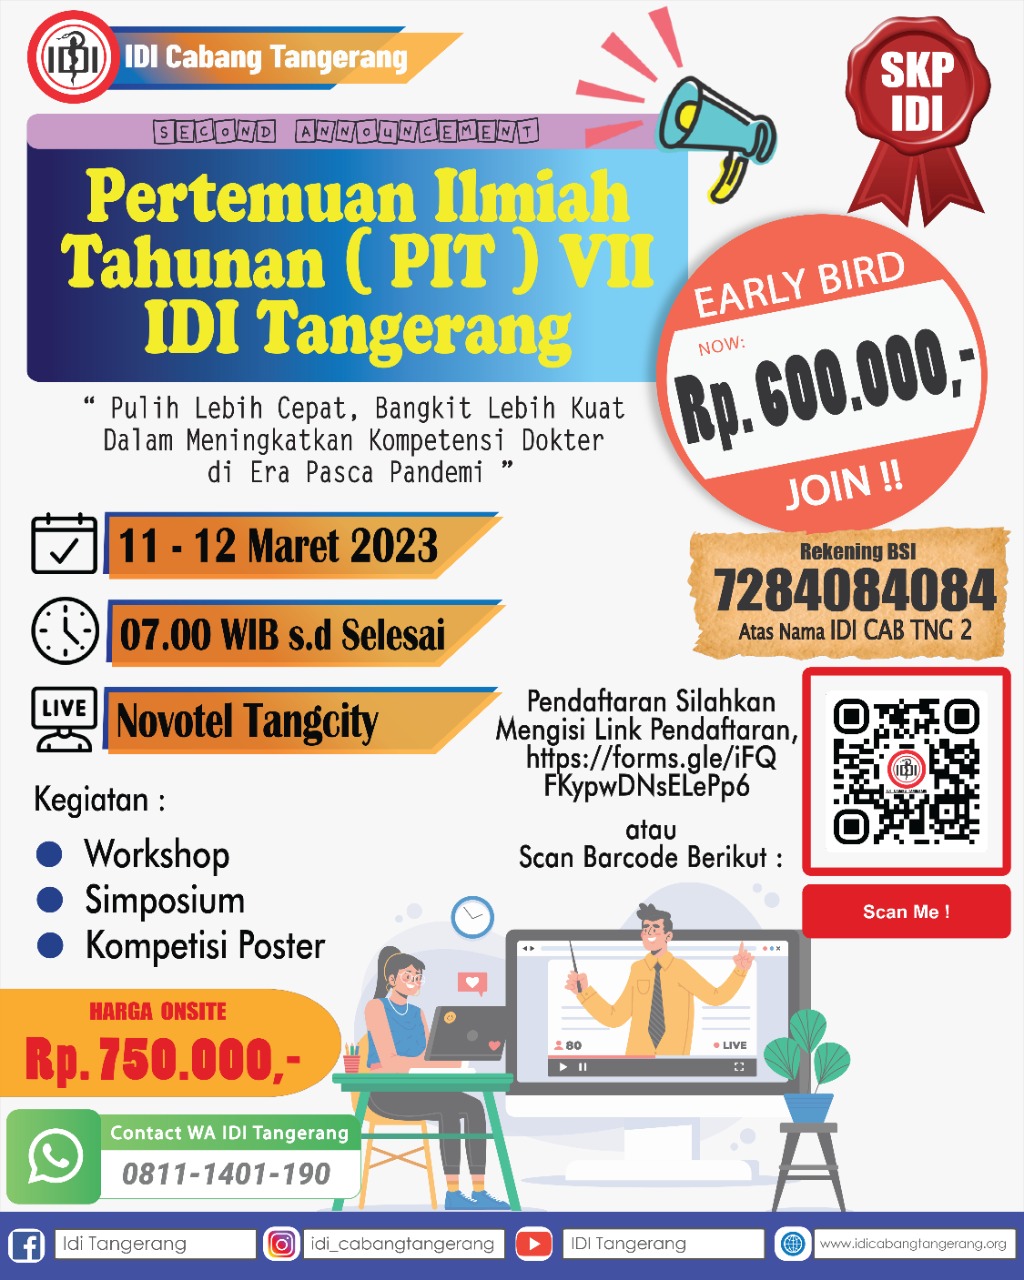 IDI
IDI Cabang Tangerang
SKP
IDI
SECOND ANNOUNCEMENT
Pertemuan Ilmiah
Tahunan ( PIT ) VII
IDI Tangerang
EARLY BIRD
NOW:
Rp. 600.000,-
JOIN !!
“ Pulih Lebih Cepat, Bangkit Lebih Kuat
Dalam Meningkatkan Kompetensi Dokter
di Era Pasca Pandemi ”
11 - 12 Maret 2023
07.00 WIB s.d Selesai
LIVE
Novotel Tangcity
Rekening BSI
7284084084
Atas Nama IDI CAB TNG 2
Pendaftaran Silahkan
Mengisi Link Pendaftaran,
https://forms.gle/iFQ
FKypwDNsELePp6
atau
Scan Barcode Berikut :
IDI
Scan Me !
Kegiatan :
Workshop
Simposium
Kompetisi Poster
80
LIVE
HARGA ONSITE
Rp. 750.000,-
Contact WA IDI Tangerang
0811-1401-190
Idi Tangerang
idi_cabangtangerang
IDI Tangerang
www.idicabangtangerang.org